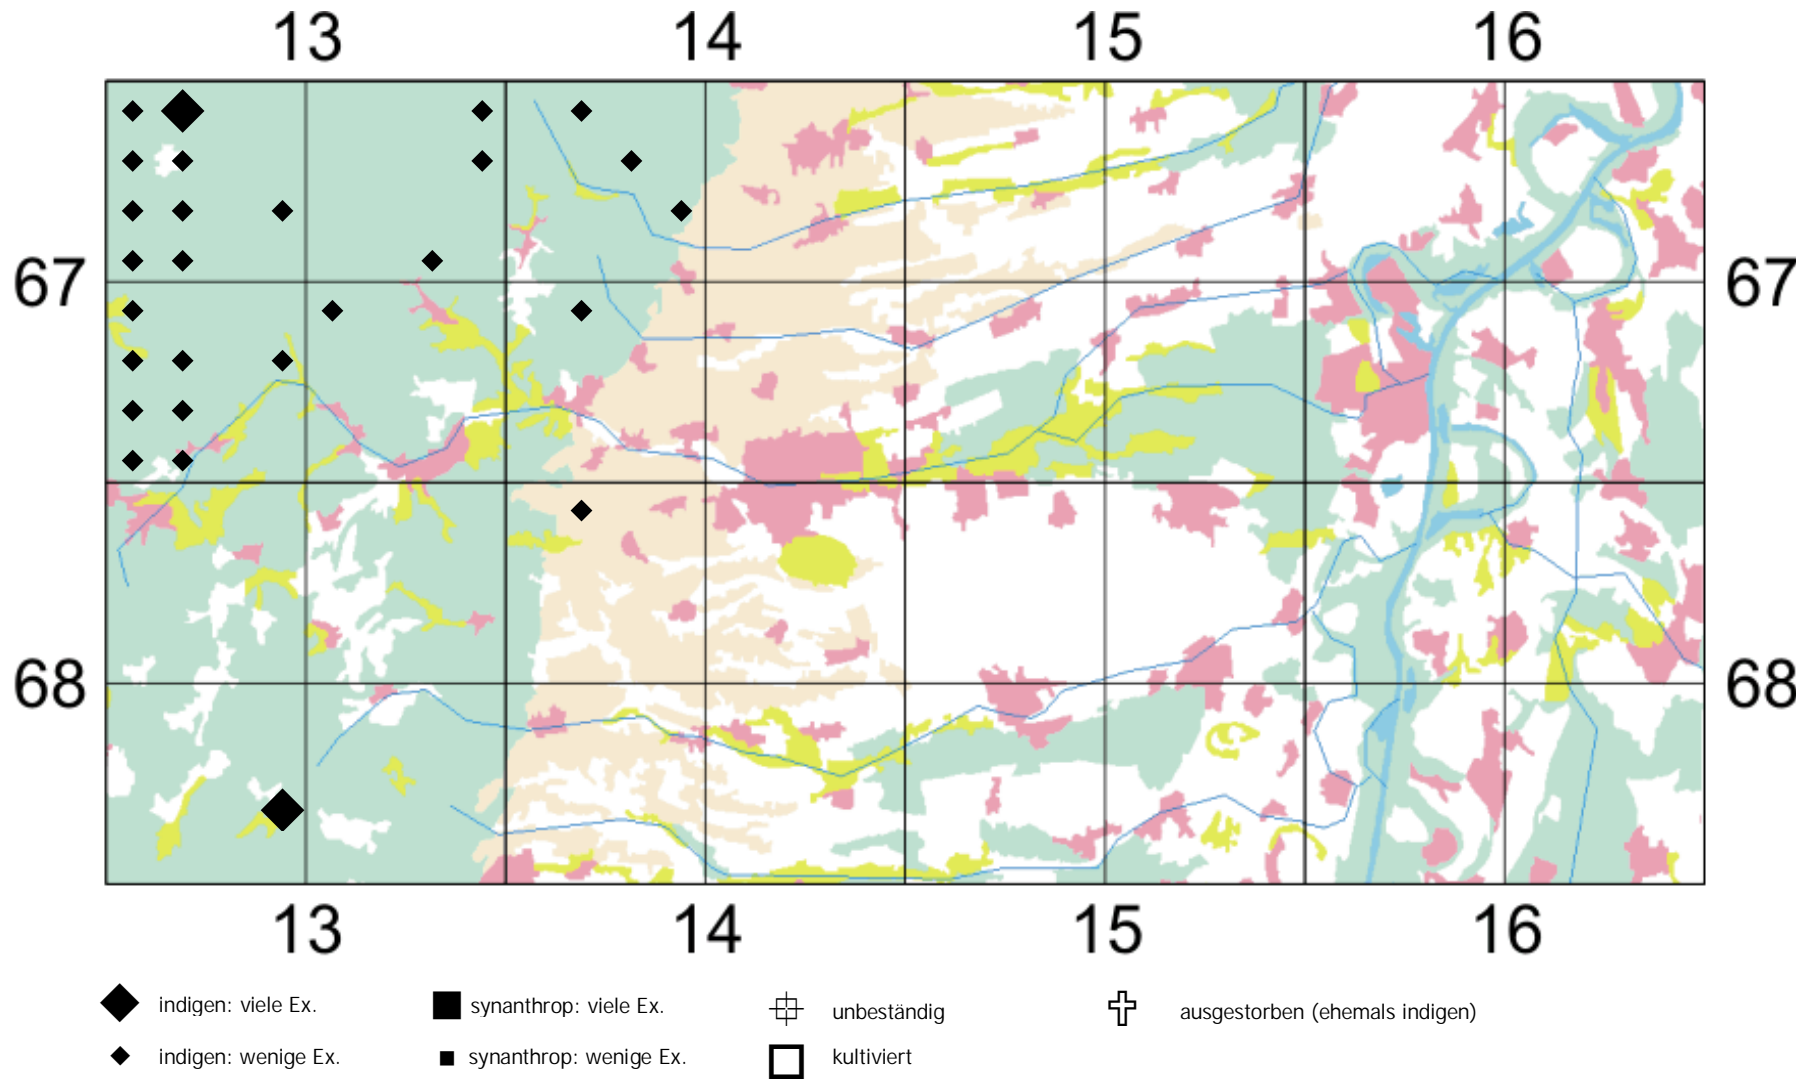 13 14 15 16
67 67
68 68
13 14 15 16
indigen: viele Ex. synanthrop: viele Ex. unbeständig ausgestorben (ehemals indigen)
indigen: wenige Ex. synanthrop: wenige Ex. kultiviert